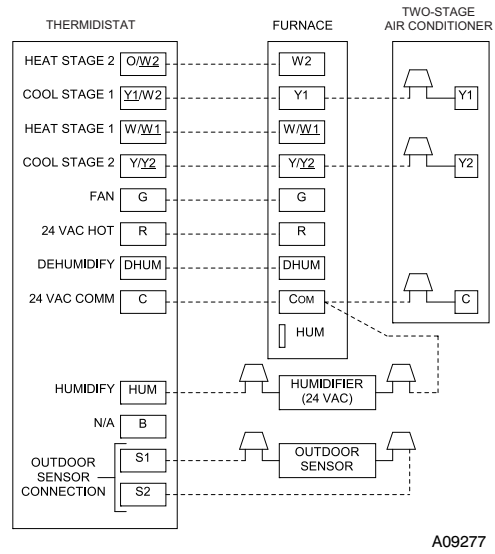 THERMIDISTAT
FURNACE
TWO-STAGE
AIR CONDITIONER
HEAT STAGE 2 O/W2 W2
COOL STAGE 1 Y1/W2 Y1 Y1
HEAT STAGE 1 W/W1 W/W1
COOL STAGE 2 Y/Y2 Y/Y2 Y2
FAN G G
24 VAC HOT R R
DEHUMIDIFY DHUM DHUM
24 VAC COMM C COM C
HUM
HUMIDIFY HUM HUMIDIFIER
(24 VAC)
N/A B
OUTDOOR
SENSOR
CONNECTION
S1
S2
OUTDOOR
SENSOR
A09277